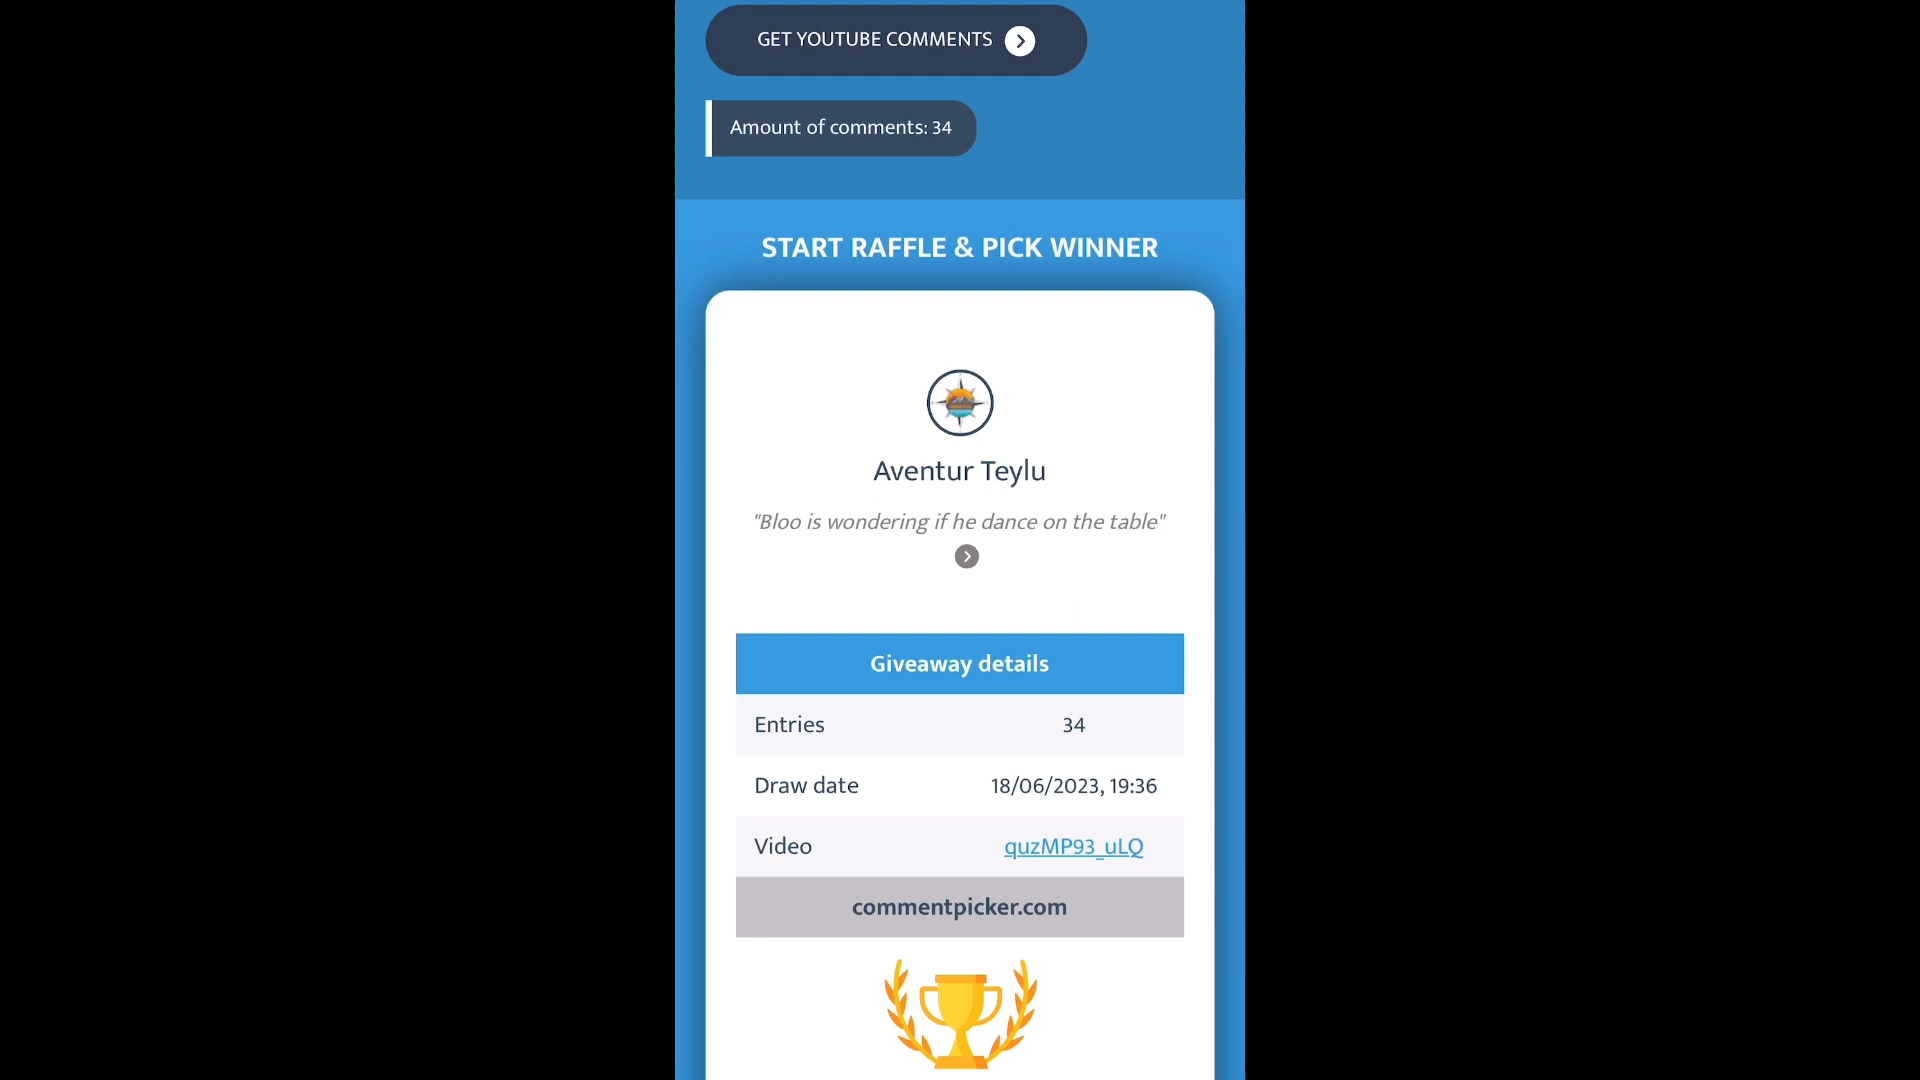 GET YOUTUBE COMMENTS
Amount of comments: 34
START RAFFLE & PICK WINNER
Aventur Teylu
"Bloo is wondering if he dance on the table"
Giveaway details
Entries 34
Draw date 18/06/2023, 19:36
Video quzMP93_uLQ
commentpicker.com